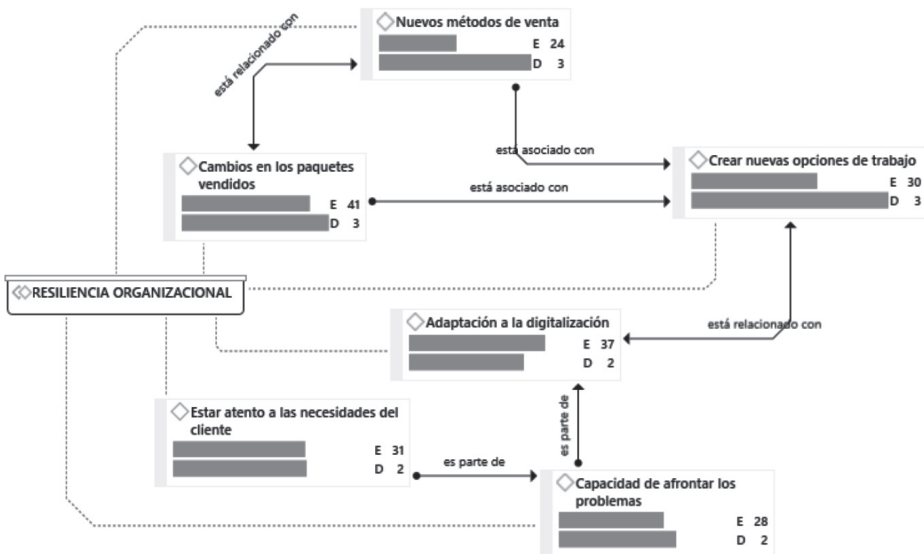 Nuevos métodos de venta
E 24
D 3
está relacionado con
está asociado con
Cambios en los paquetes
vendidos
E 41
D 3
está asociado con
Crear nuevas opciones de trabajo
E 30
D 3
RESILIENCIA ORGANIZACIONAL
Adaptación a la digitalización
E 37
D 2
está relacionado con
Estar atento a las necesidades del
cliente
E 31
D 2
es parte de
es parte de
Capacidad de afrontar los
problemas
E 28
D 2